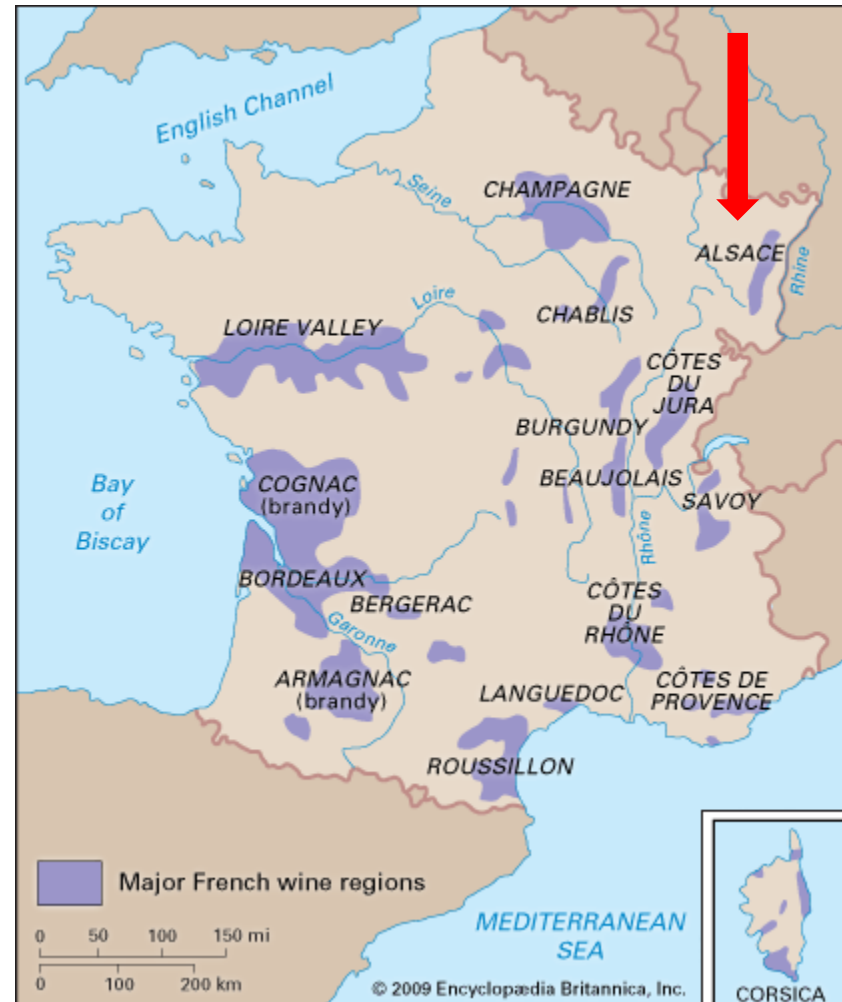 English Channel
Seine
CHAMPAGNE
ALSACE
Rhine
Loire
CHABLIS
LOIRE VALLEY
CÔTES
DU
JURA
BURGUNDY
BEAUJOLAIS
SAVOY
Bay
of
Biscay
COGNAC
(brandy)
Rhône
BORDEAUX
BERGERAC
CÔTES
DU
RHÔNE
Garonne
ARMAGNAC
(brandy)
LANGUEDOC
CÔTES DE
PROVENCE
ROUSSILLON
Major French wine regions
0 50 100 150 mi
0 100 200 km
MEDITERRANEAN
SEA
© 2009 Encyclopædia Britannica, Inc.
CORSICA